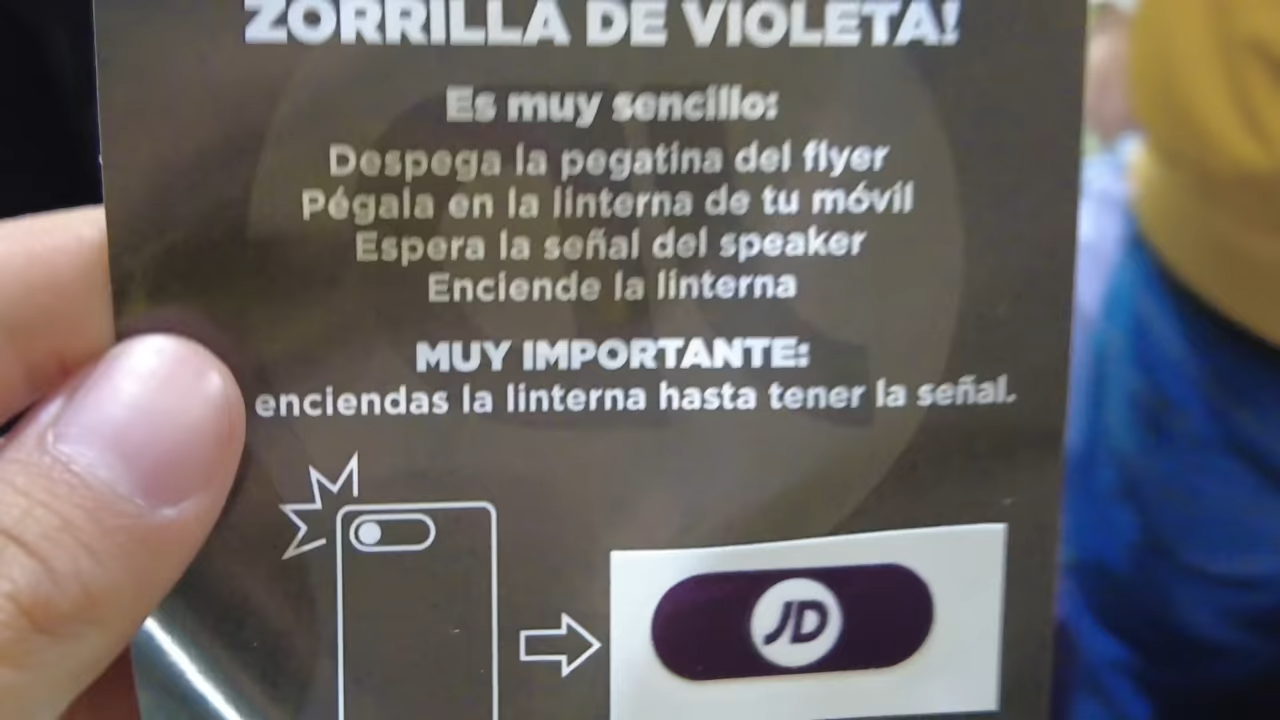 ZORRILLA DE VIOLETA!
Es muy sencillo:
Despega la pegatina del flyer
Pégala en la linterna de tu móvil
Espera la señal del speaker
Enciende la linterna
MUY IMPORTANTE:
enciendas la linterna hasta tener la señal.
JD